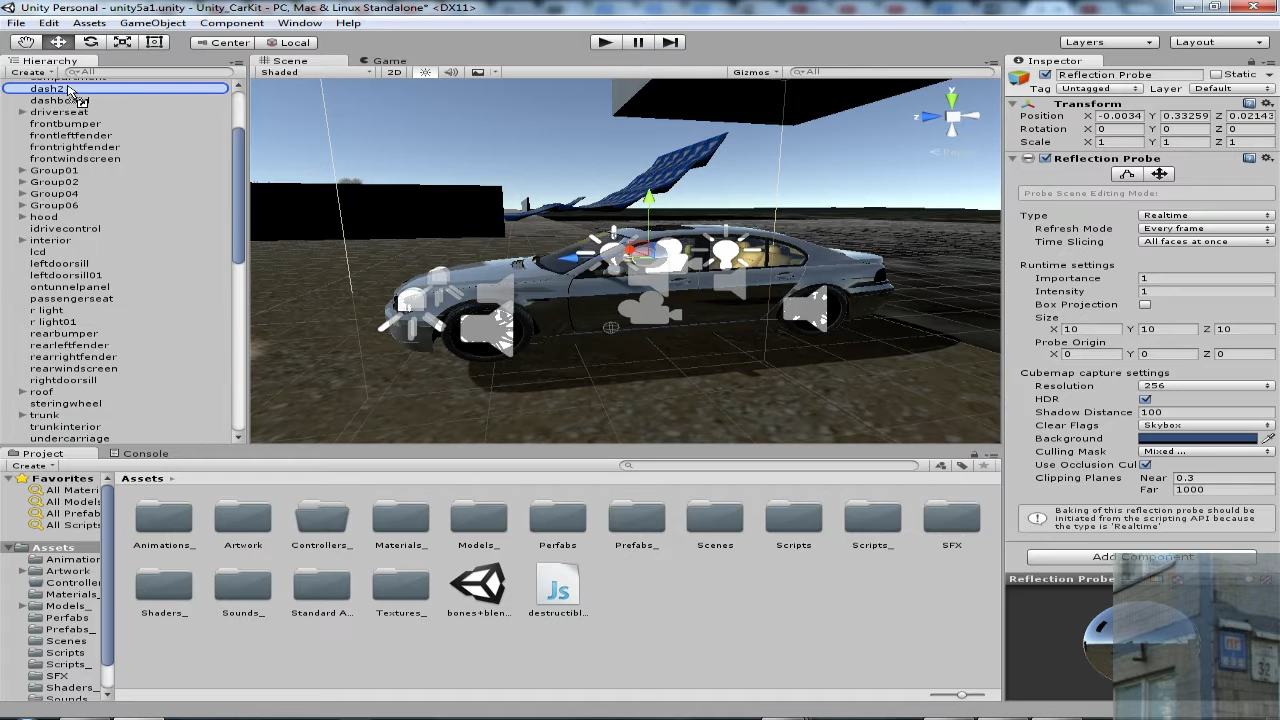 Unity Personal - unity5a1.unity - Unity_CarKit - PC, Mac & Linux Standalone* <DX11>
File Edit Assets GameObject Component Window Help
Center Local Layers Layout
Hierarchy
Create All
dash2
driverseat
frontbumper
frontleftfender
frontrightfender
frontwindscreen
Group01
Group02
Group04
Group06
hood
idrivecontrol
interior
lcd
leftdoorsill
leftdoorsill01
ontunnelpanel
passengerseat
r light
r light01
rearbumper
rearleftfender
rearrightfender
rearwindscreen
rightdoorsill
roof
steringwheel
trunk
trunkinterior
undercarriage
Scene Game
Shaded 2D Gizmos All
Inspector
Reflection Probe Static
Tag Untagged Layer Default
Transform
Position X -0.0034 Y 0.33259 Z 0.02143
Rotation X 0 Y 0 Z 0
Scale X 1 Y 1 Z 1
Reflection Probe
Probe Scene Editing Mode:
Type Realtime
Refresh Mode Every frame
Time Slicing All faces at once
Runtime settings
Importance 1
Intensity 1
Box Projection
Size
X 10 Y 10 Z 10
Probe Origin
X 0 Y 0 Z 0
Cubemap capture settings
Resolution 256
HDR
Shadow Distance 100
Clear Flags Skybox
Background
Culling Mask Mixed ...
Use Occlusion Cul
Clipping Planes Near 0.3
Far 1000
Baking of this reflection probe should be
initiated from the scripting API because
the type is 'Realtime'
Add Component
Reflection Probe
Project Console
Create
Favorites
All Materi
All Models
All Prefab
All Scripts
Assets
Animation
Artwork
Controller
Materials_
Models_
Perfabs
Prefabs_
Scenes
Scripts
Scripts_
SFX
Shaders_
Sounds_
Assets
Animations_ Artwork Controllers_ Materials_ Models_ Perfabs Prefabs_ Scenes Scripts Scripts_ SFX
Shaders_ Sounds_ Standard A... Textures_ bones+blen... destructibl...
Js
32